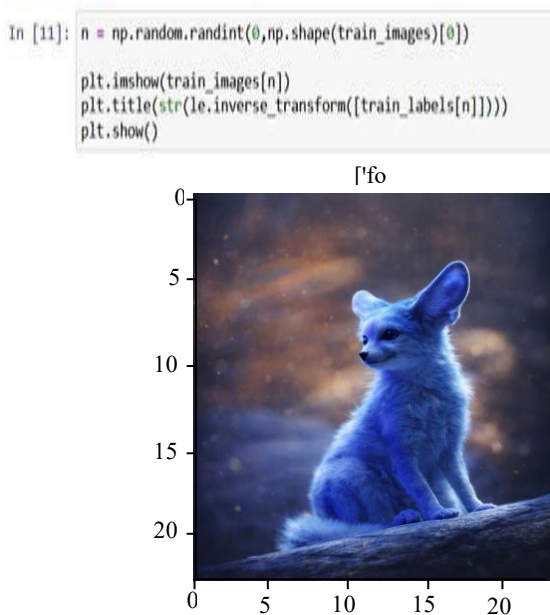 In [11]: n = np.random.randint(0,np.shape(train_images)[0])
plt.imshow(train_images[n])
plt.title(str(le.inverse_transform([train_labels[n]])))
plt.show()
['fo
0
5
10
15
20
0 5 10 15 20